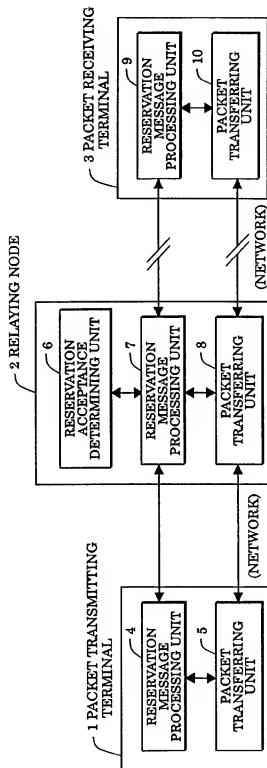 1 PACKET TRANSMITTING
TERMINAL
4
RESERVATION
MESSAGE
PROCESSING UNIT
5
PACKET
TRANSFERRING
UNIT
(NETWORK)
2 RELAYING NODE
6
RESERVATION
ACCEPTANCE
DETERMINING UNIT
7
RESERVATION
MESSAGE
PROCESSING UNIT
8
PACKET
TRANSFERRING
UNIT
(NETWORK)
3 PACKET RECEIVING
TERMINAL
9
RESERVATION
MESSAGE
PROCESSING UNIT
10
PACKET
TRANSFERRING
UNIT